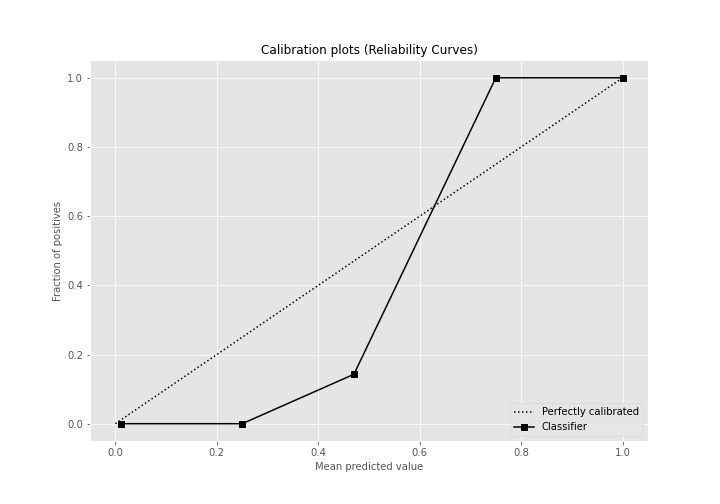 Calibration plots (Reliability Curves)
1.0
0.8
0.6
0.4
0.2
0.0
Fraction of positives
0.0 0.2 0.4 0.6 0.8 1.0
Mean predicted value
Perfectly calibrated
Classifier